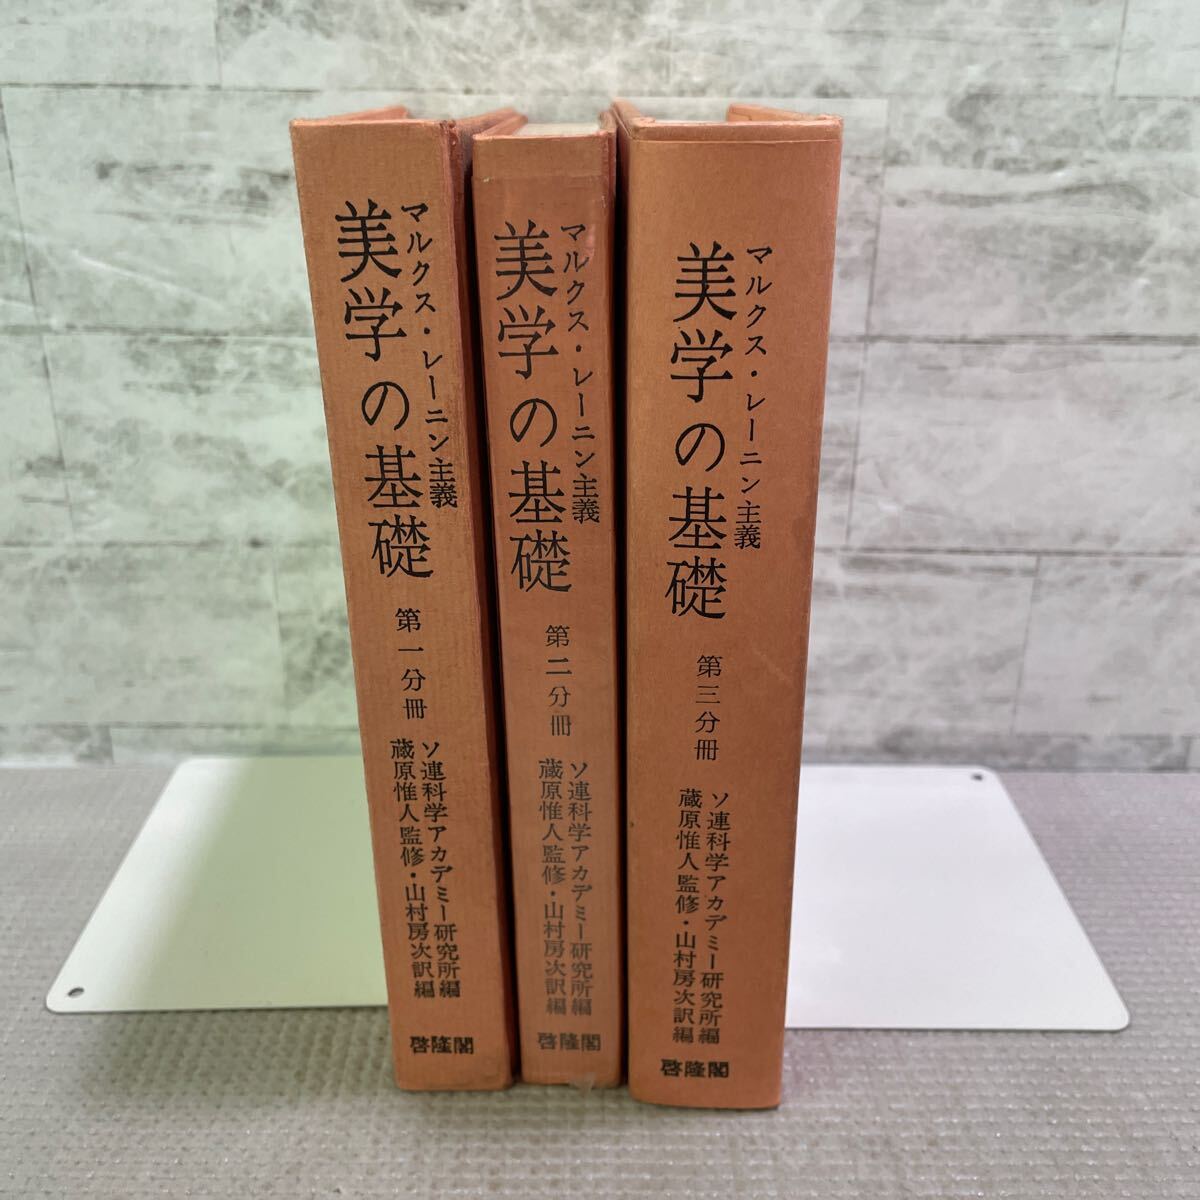 マルクス・レーニン主義
美学の基礎
第一分冊
ソ連科学アカデミー研究所編
蔵原惟人監修・山村房次訳編
啓隆閣
マルクス・レーニン主義
美学の基礎
第二分冊
ソ連科学アカデミー研究所編
蔵原惟人監修・山村房次訳編
啓隆閣
マルクス・レーニン主義
美学の基礎
第三分冊
ソ連科学アカデミー研究所編
蔵原惟人監修・山村房次訳編
啓隆閣